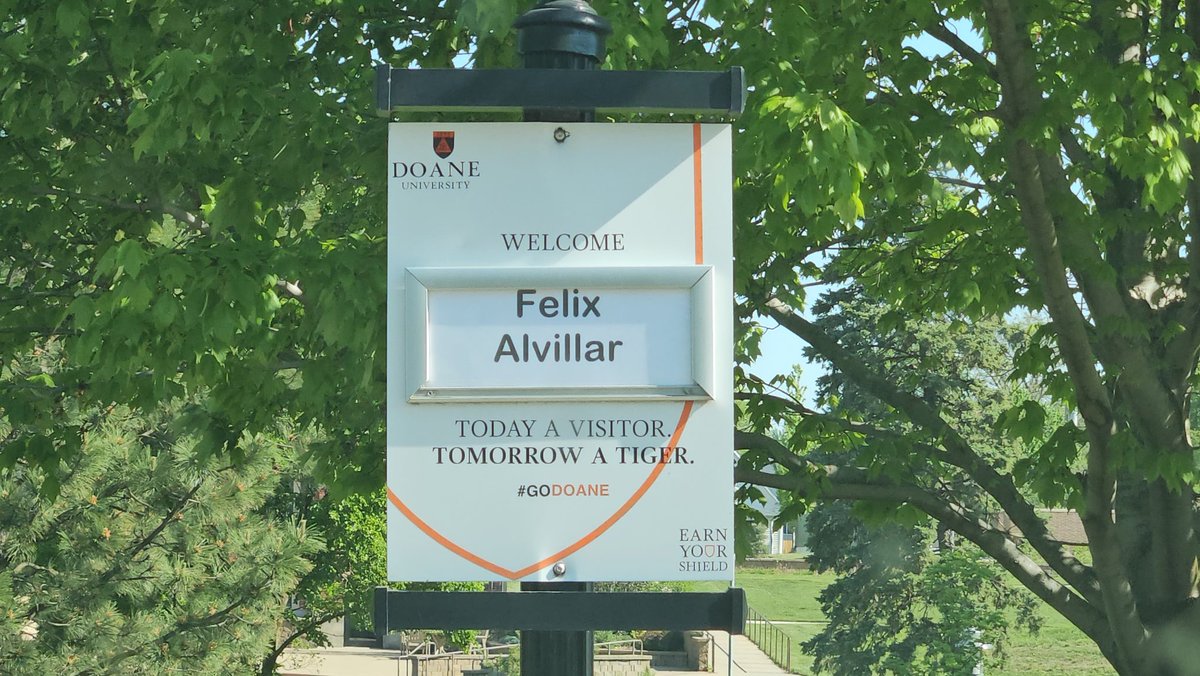 DOANE
UNIVERSITY
WELCOME
Felix
Alvillar
TODAY A VISITOR.
TOMORROW A TIGER.
#GODOANE
EARN
YOUR
SHIELD